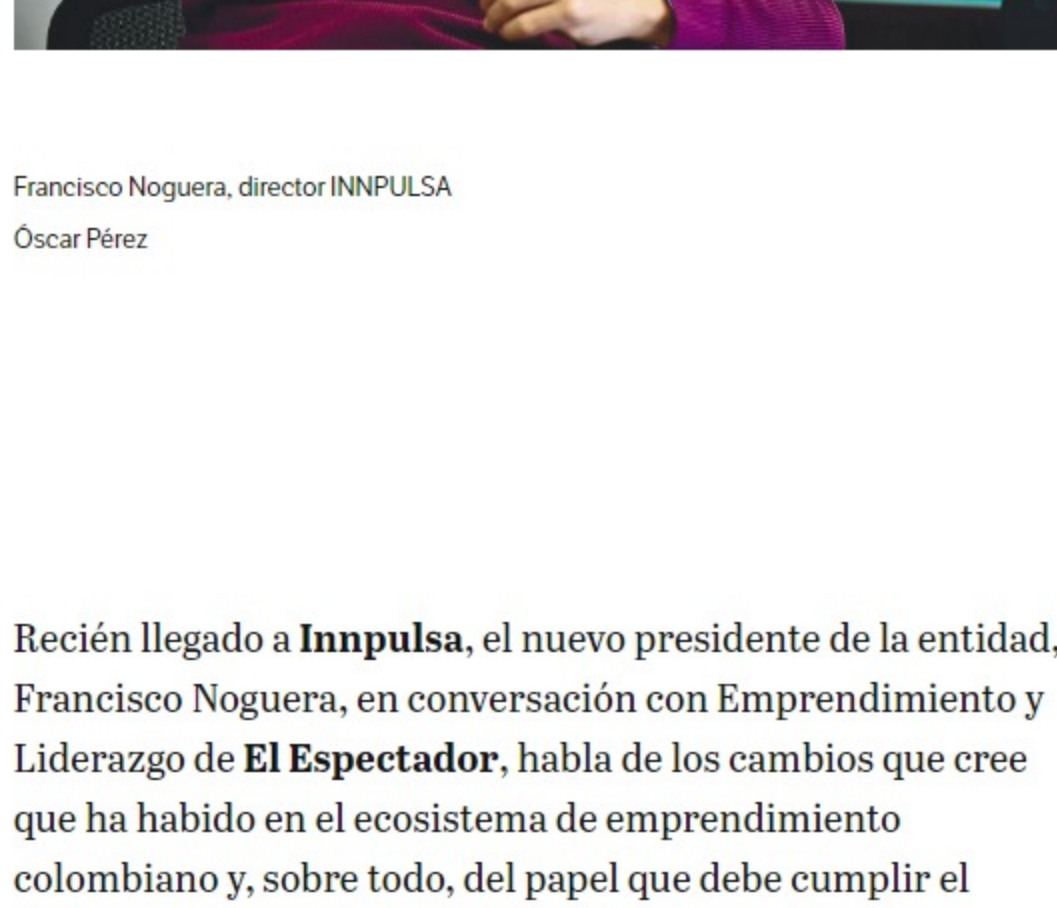 Francisco Noguera, director INNPULSA
Óscar Pérez
Recién llegado a Innpulsa, el nuevo presidente de la entidad,
Francisco Noguera, en conversación con Emprendimiento y
Liderazgo de El Espectador, habla de los cambios que cree
que ha habido en el ecosistema de emprendimiento
colombiano y, sobre todo, del papel que debe cumplir el